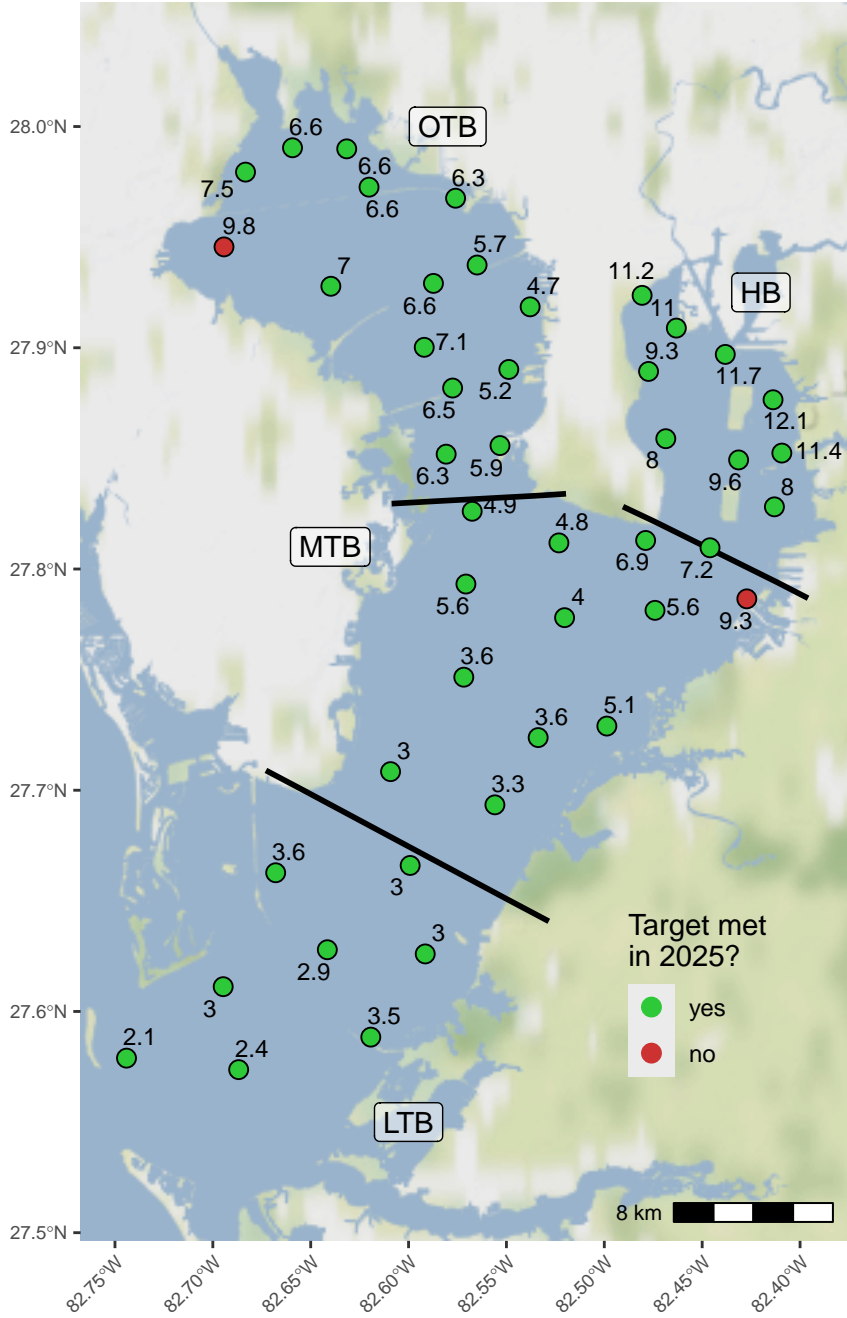 28.0°N
27.9°N
27.8°N
27.7°N
27.6°N
27.5°N
OTB
6.6
6.6
7.5
6.6
6.3
9.8
5.7
7
6.6
4.7
7.1
5.2
6.5
5.9
6.3
HB
11.2
11
9.3
11.7
12.1
8
11.4
9.6
8
MTB
4.9
4.8
6.9
7.2
5.6
4
5.6
9.3
3.6
3.6
5.1
3
3.3
3.6
3
2.9
3
3
3.5
2.1
2.4
LTB
Target met
in 2025?
yes
no
8 km
82.75°W
82.70°W
82.65°W
82.60°W
82.55°W
82.50°W
82.45°W
82.40°W